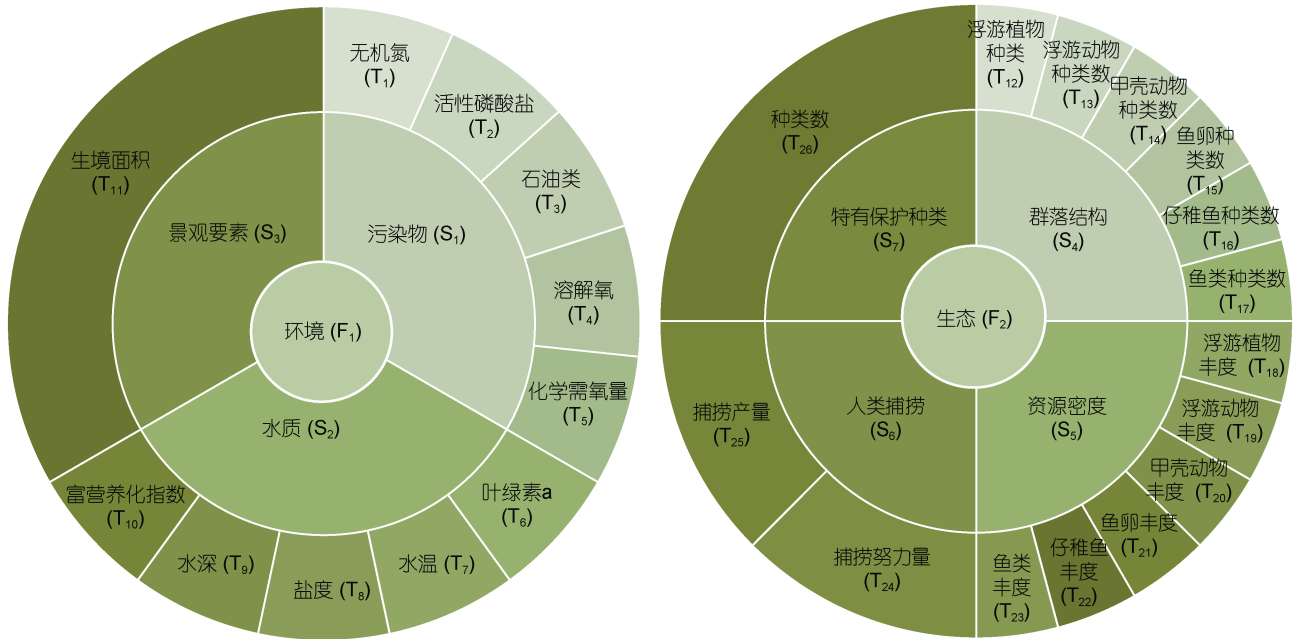 无机氮
(T₁)
活性磷酸盐
(T₂)
石油类
(T₃)
溶解氧
(T₄)
化学需氧量
(T₅)
叶绿素a
(T₆)
水温 (T₇)
盐度 (T₈)
水深 (T₉)
富营养化指数
(T₁₀)
生境面积
(T₁₁)
景观要素 (S₃)
污染物 (S₁)
水质 (S₂)
环境 (F₁)
浮游植物
种类
(T₁₂)
浮游动物
种类数
(T₁₃)
甲壳动物
种类数
(T₁₄)
鱼卵种
类数
(T₁₅)
仔稚鱼种类数
(T₁₆)
鱼类种类数
(T₁₇)
浮游植物
丰度 (T₁₈)
浮游动物
丰度 (T₁₉)
甲壳动物
丰度 (T₂₀)
鱼卵丰度
(T₂₁)
仔稚鱼
丰度
(T₂₂)
鱼类
丰度
(T₂₃)
捕捞努力量
(T₂₄)
捕捞产量
(T₂₅)
种类数
(T₂₆)
特有保护种类
(S₇)
群落结构
(S₄)
资源密度
(S₅)
人类捕捞
(S₆)
生态 (F₂)